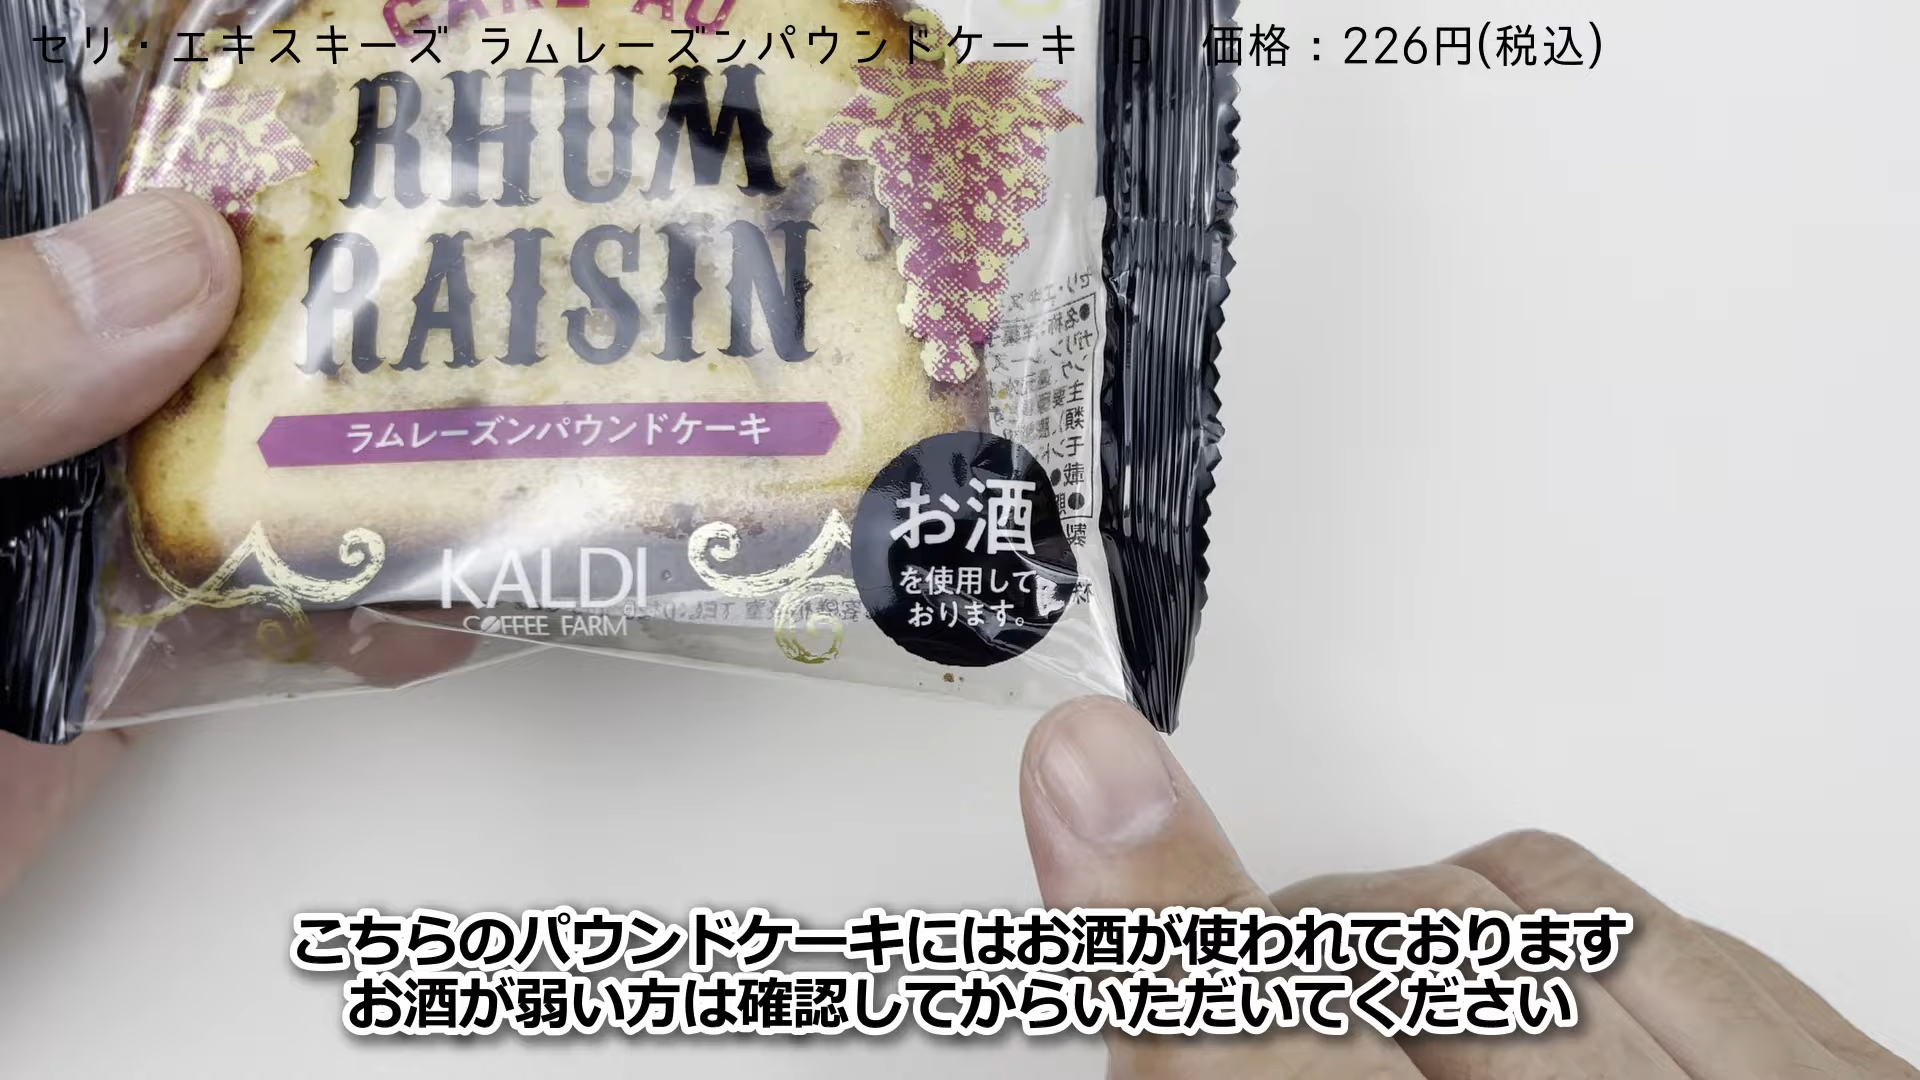 セリ・エキスキーズ ラムレーズンパウンドケーキ 1p 価格：226円(税込)
RHUM
RAISIN
ラムレーズンパウンドケーキ
お酒
を使用して
おります。
KALDI
COFFEE FARM
こちらのパウンドケーキにはお酒が使われております
お酒が弱い方は確認してからいただいてください